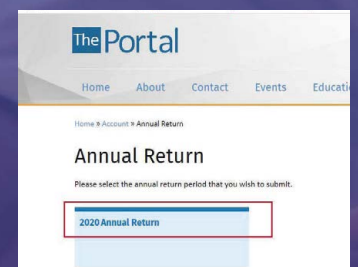 The Portal
Home About Contact Events Educati
Home » Account » Annual Return
Annual Return
Please select the annual return period that you wish to submit.
2020 Annual Return